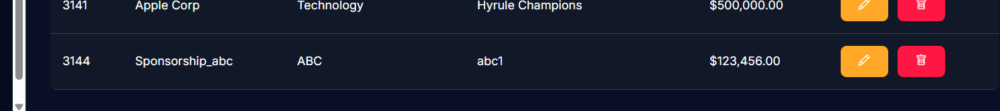 3141 Apple Corp Technology Hyrule Champions $500,000.00
3144 Sponsorship_abc ABC abc1 $123,456.00